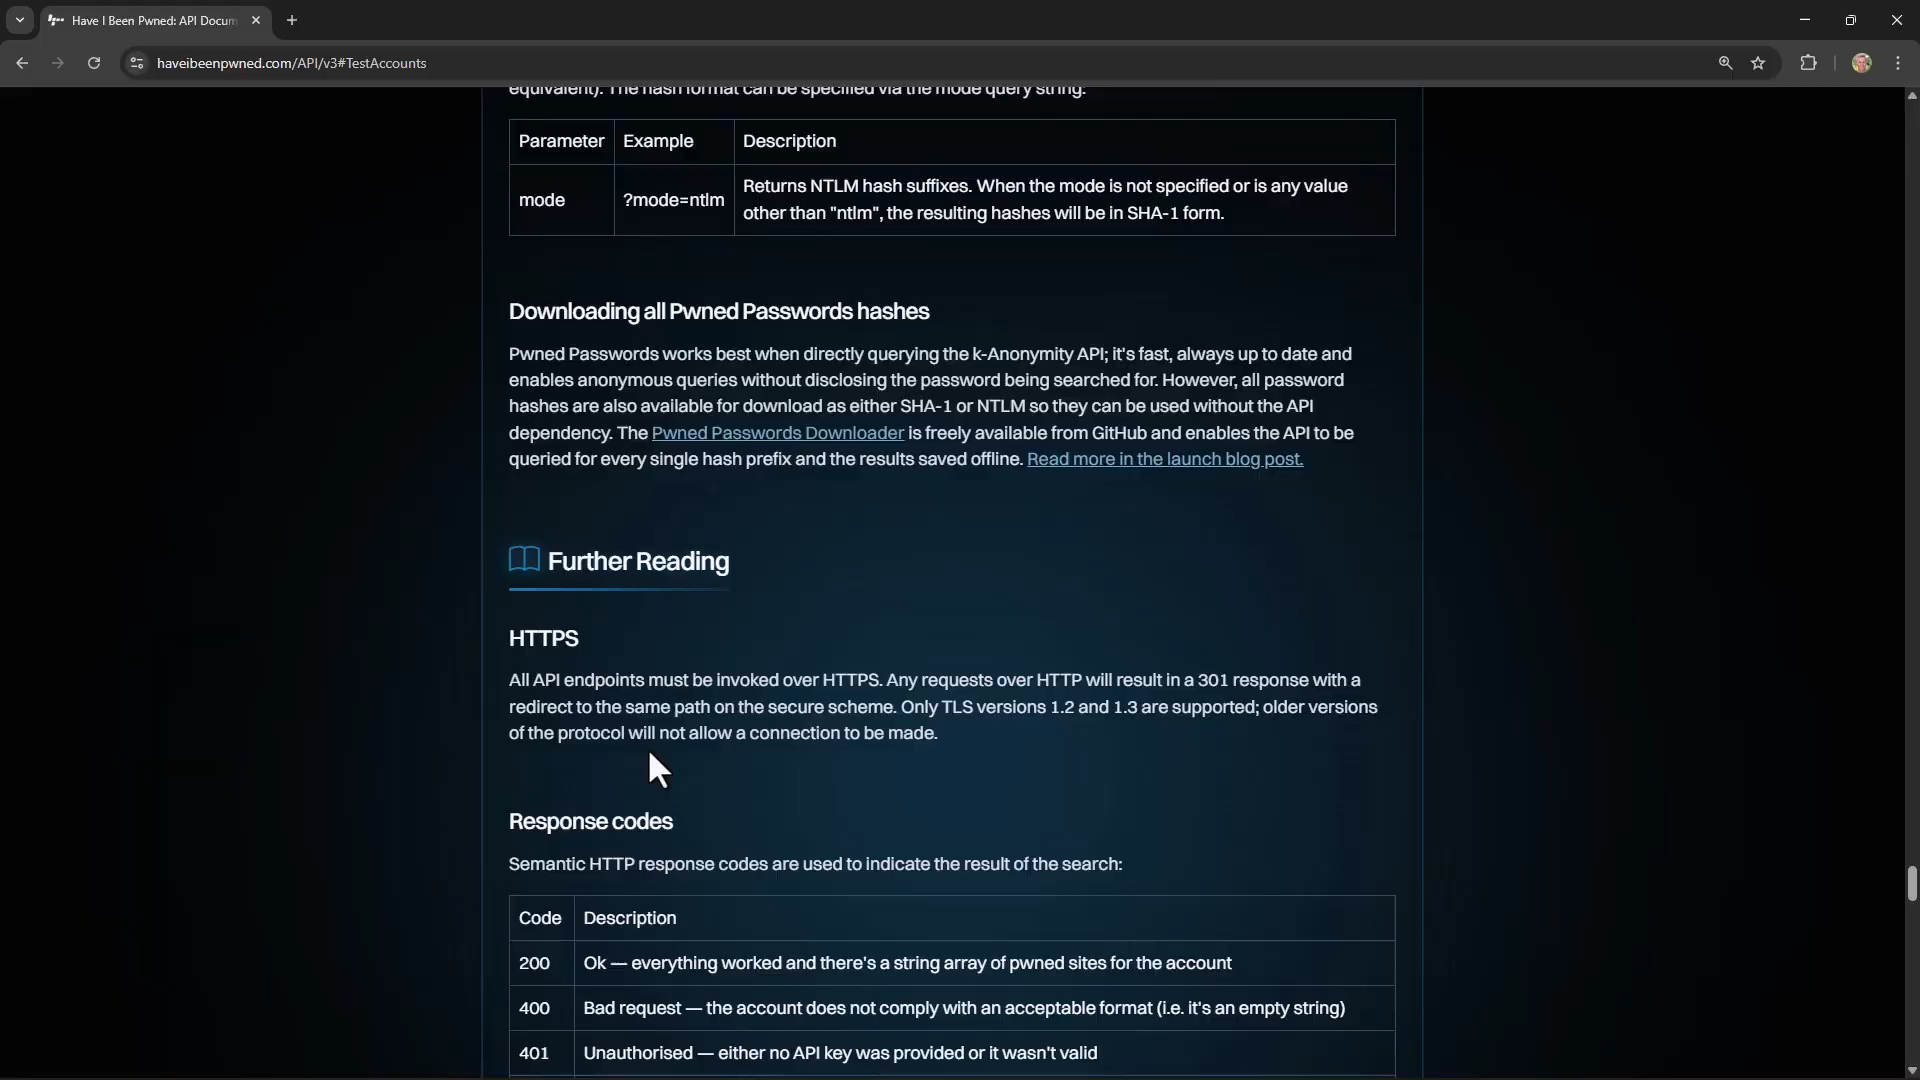 Have I Been Pwned: API Docum
haveibeenpwned.com/API/v3#TestAccounts
equivalent). The hash format can be specified via the mode query string:
Parameter Example Description
mode ?mode=ntlm Returns NTLM hash suffixes. When the mode is not specified or is any value
other than "ntlm", the resulting hashes will be in SHA-1 form.
Downloading all Pwned Passwords hashes
Pwned Passwords works best when directly querying the k-Anonymity API; it's fast, always up to date and
enables anonymous queries without disclosing the password being searched for. However, all password
hashes are also available for download as either SHA-1 or NTLM so they can be used without the API
dependency. The Pwned Passwords Downloader is freely available from GitHub and enables the API to be
queried for every single hash prefix and the results saved offline. Read more in the launch blog post.
Further Reading
HTTPS
All API endpoints must be invoked over HTTPS. Any requests over HTTP will result in a 301 response with a
redirect to the same path on the secure scheme. Only TLS versions 1.2 and 1.3 are supported; older versions
of the protocol will not allow a connection to be made.
Response codes
Semantic HTTP response codes are used to indicate the result of the search:
Code Description
200 Ok — everything worked and there's a string array of pwned sites for the account
400 Bad request — the account does not comply with an acceptable format (i.e. it's an empty string)
401 Unauthorised — either no API key was provided or it wasn't valid